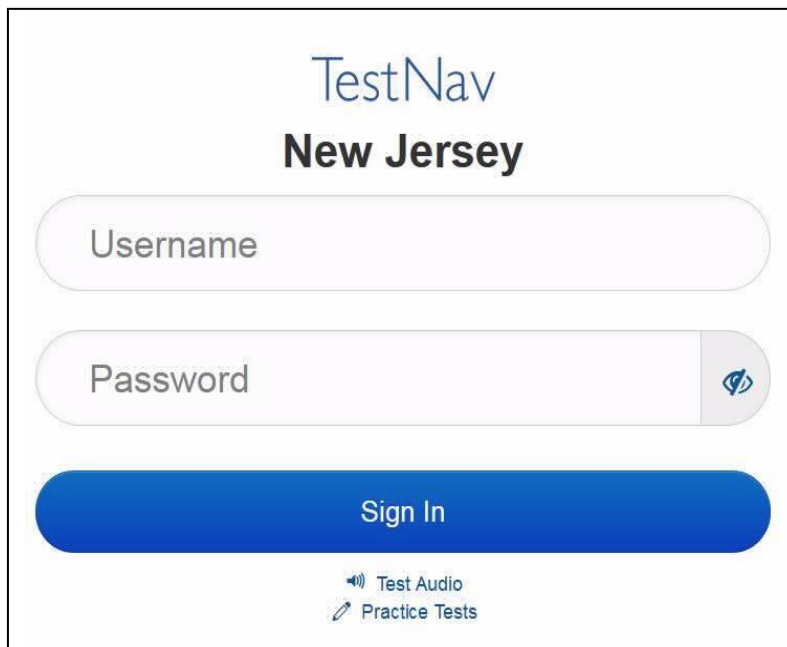 TestNav
New Jersey
Username
Password
Sign In
Test Audio
Practice Tests